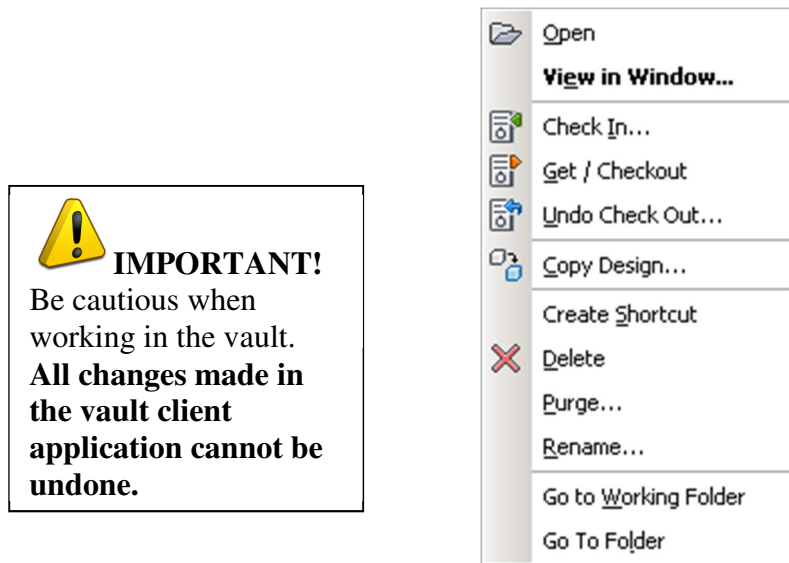 IMPORTANT!
Be cautious when
working in the vault.
All changes made in
the vault client
application cannot be
undone.
Open
View in Window...
Check In...
Get / Checkout
Undo Check Out...
Copy Design...
Create Shortcut
Delete
Purge...
Rename...
Go to Working Folder
Go To Folder